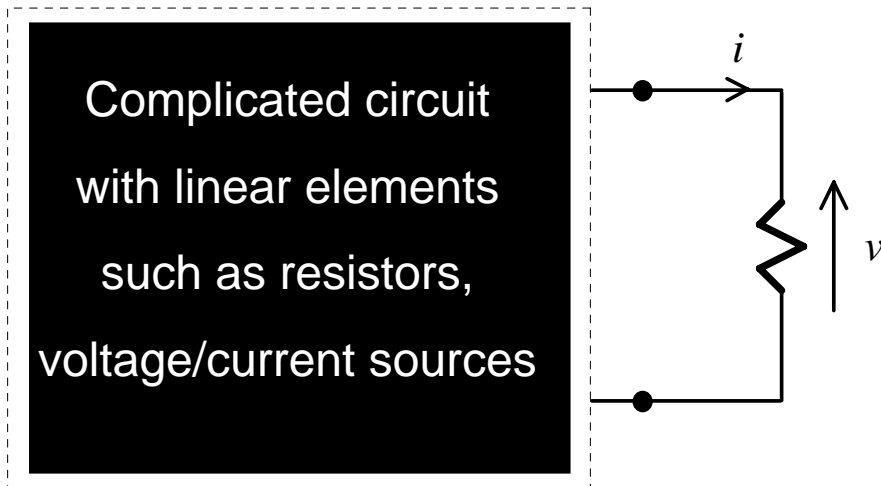 i
Complicated circuit
with linear elements
such as resistors,
voltage/current sources
v